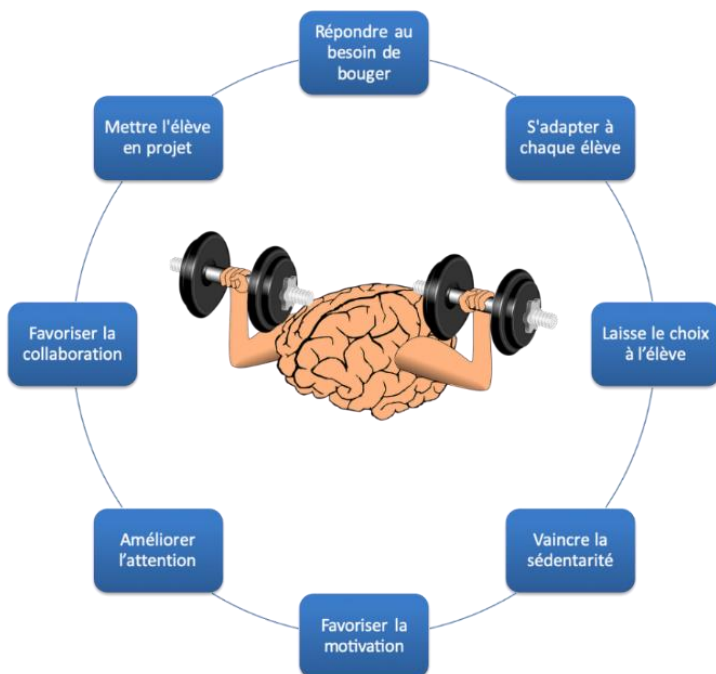 Répondre au
besoin de
bouger
S'adapter à
chaque élève
Laisse le choix
à l'élève
Vaincre la
sédentarité
Favoriser la
motivation
Améliorer
l'attention
Favoriser la
collaboration
Mettre l'élève
en projet